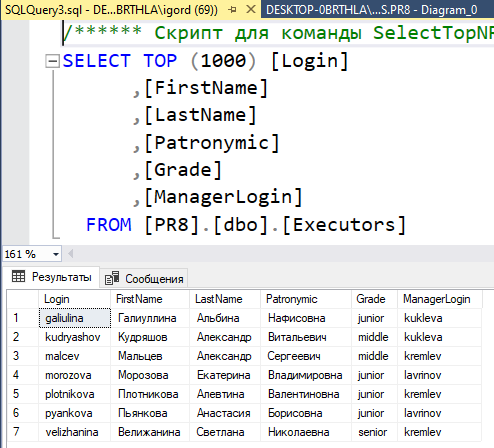 SQLQuery3.sql - DE...BRTHLA\igord (69)) DESKTOP-0BRTHLA\...S.PR8 - Diagram_0
/****** Скрипт для команды SelectTopNR
SELECT TOP (1000) [Login]
,[FirstName]
,[LastName]
,[Patronymic]
,[Grade]
,[ManagerLogin]
FROM [PR8].[dbo].[Executors]
161 %
Результаты Сообщения
Login FirstName LastName Patronymic Grade ManagerLogin
1 galiulina Галиуллина Альбина Нафисовна junior kukleva
2 kudryashov Кудряшов Александр Витальевич middle kukleva
3 malcev Мальцев Александр Сергеевич middle kremlev
4 morozova Морозова Екатерина Владимировна junior lavrinov
5 plotnikova Плотникова Алевтина Валентиновна junior kremlev
6 pyankova Пьянкова Анастасия Борисовна junior lavrinov
7 velizhanina Велижанина Светлана Николаевна senior kremlev